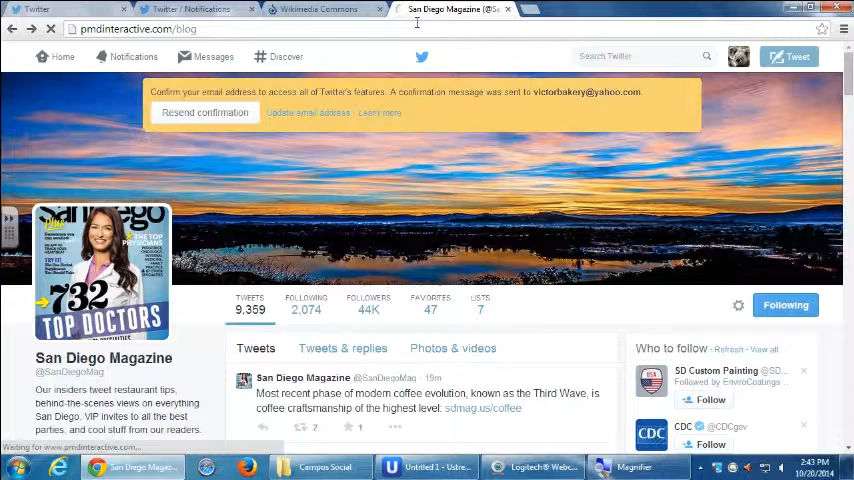 Twitter
Twitter / Notifications
Wikimedia Commons
San Diego Magazine (@Sa
pmdinteractive.com/blog
Home
Notifications
Messages
Discover
Search Twitter
Tweet
Confirm your email address to access all of Twitter's features. A confirmation message was sent to victorbakery@yahoo.com.
Resend confirmation
Update email address · Learn more
SanDiego
plus
THE TOP
PHYSICIANS
732
TOP DOCTORS
TWEETS
9,359
FOLLOWING
2,074
FOLLOWERS
44K
FAVORITES
47
LISTS
7
Following
San Diego Magazine
@SanDiegoMag
Our insiders tweet restaurant tips,
behind-the-scenes views on everything
San Diego. VIP invites to all the best
parties, and cool stuff from our readers.
Tweets
Tweets & replies
Photos & videos
San Diego Magazine @SanDiegoMag · 19m
Most recent phase of modern coffee evolution, known as the Third Wave, is
coffee craftsmanship of the highest level: sdmag.us/coffee
2
1
Who to follow · Refresh · View all
SD Custom Painting @SD...
Followed by EnviroCoatings ...
Follow
CDC
CDC @CDCgov
Follow
Waiting for www.pmdinteractive.com...
San Diego Magaz...
Campos Social
Untitled 1 - Ustre...
Logitech® Webc...
Magnifier
2:43 PM
10/20/2014